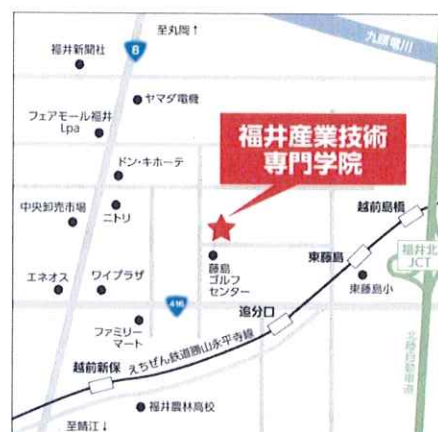 至丸岡↑
8
福井新聞社
九頭竜川
ヤマダ電機
フェアモール福井
Lpa
福井産業技術
専門学院
ドン・キホーテ
中央卸売市場
ニトリ
越前島橋
福井北
JCT
東藤島
藤島
ゴルフ
センター
東藤島小
エネオス
ワイプラザ
416
追分口
ファミリー
マート
越前新保
えちぜん鉄道勝山永平寺線
北陸自動車道
福井農林高校
至鯖江↓